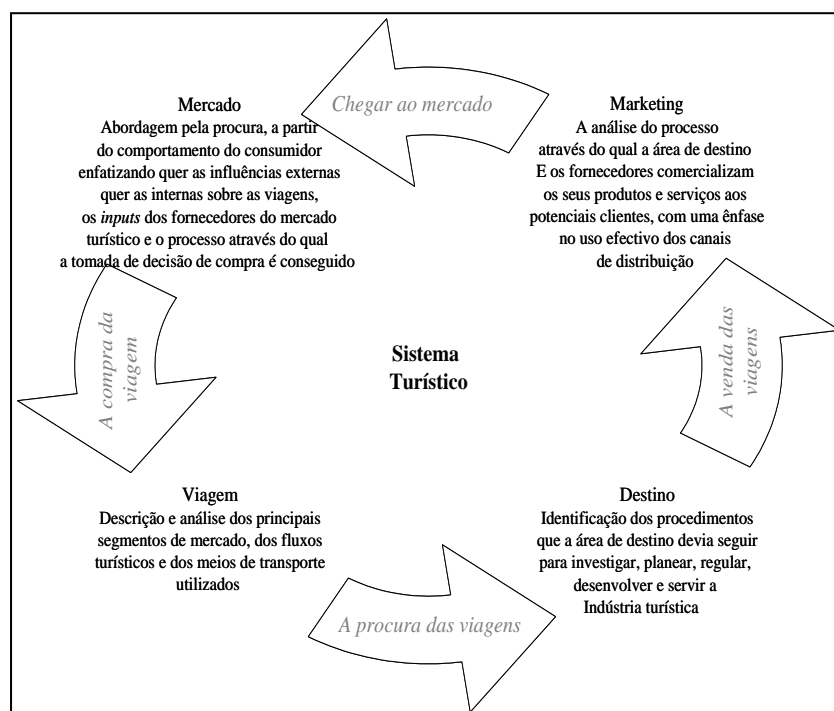 Chegar ao mercado
Mercado
Abordagem pela procura, a partir
do comportamento do consumidor
enfatizando quer as influências externas
quer as internas sobre as viagens,
os inputs dos fornecedores do mercado
turístico e o processo através do qual
a tomada de decisão de compra é conseguido
Marketing
A análise do processo
através do qual a área de destino
E os fornecedores comercializam
os seus produtos e serviços aos
potenciais clientes, com uma ênfase
no uso efectivo dos canais
de distribuição
A compra da
viagem
Sistema
Turístico
A venda das
viagens
Viagem
Descrição e análise dos principais
segmentos de mercado, dos fluxos
turísticos e dos meios de transporte
utilizados
Destino
Identificação dos procedimentos
que a área de destino devia seguir
para investigar, planear, regular,
desenvolver e servir a
Indústria turística
A procura das viagens